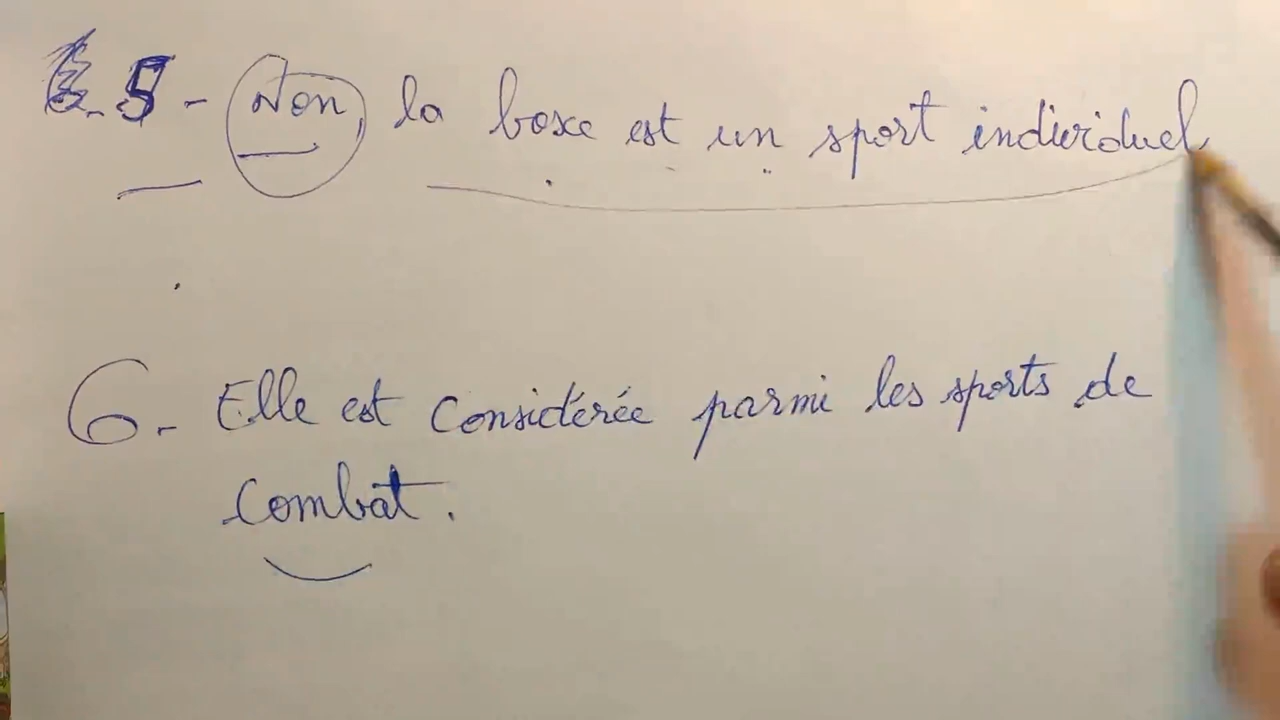 5- Non, la boxe est un sport individuel
6- Elle est considérée parmi les sports de
combat.